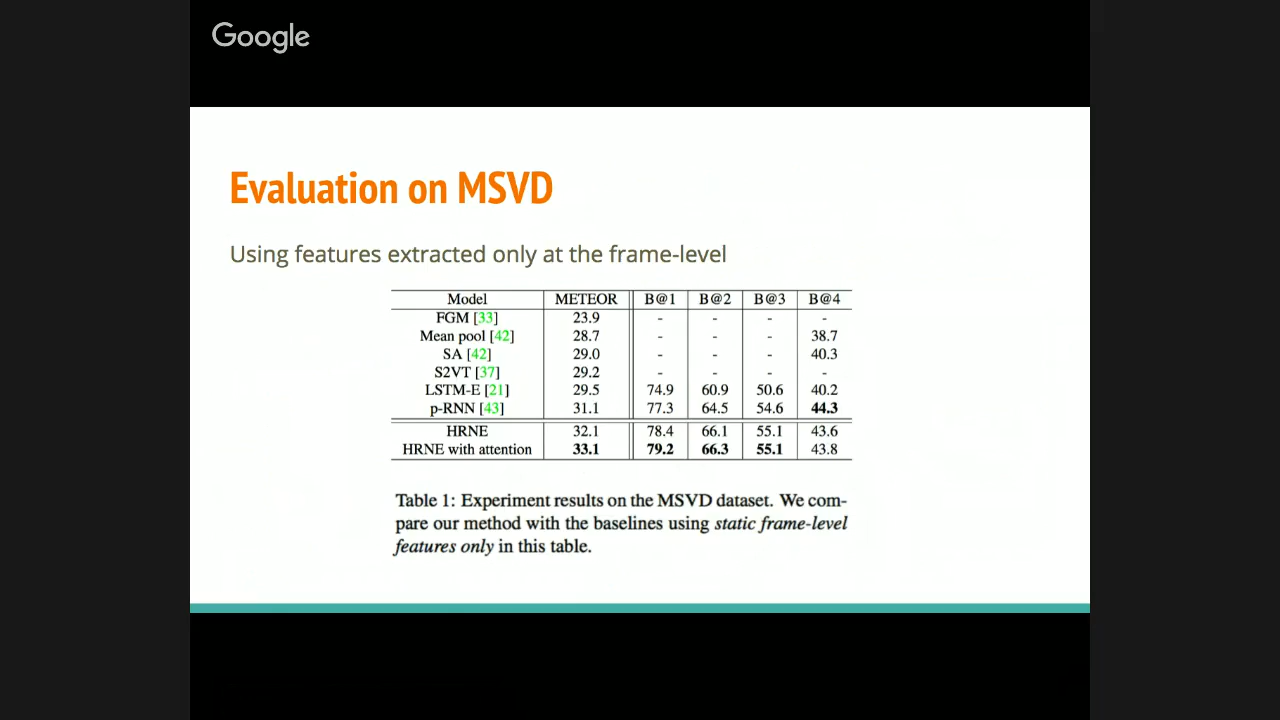 Google
Evaluation on MSVD
Using features extracted only at the frame-level
Model METEOR B@1 B@2 B@3 B@4
FGM [33] 23.9 - - - -
Mean pool [42] 28.7 - - - 38.7
SA [42] 29.0 - - - 40.3
S2VT [37] 29.2 - - - -
LSTM-E [21] 29.5 74.9 60.9 50.6 40.2
p-RNN [43] 31.1 77.3 64.5 54.6 44.3
HRNE 32.1 78.4 66.1 55.1 43.6
HRNE with attention 33.1 79.2 66.3 55.1 43.8
Table 1: Experiment results on the MSVD dataset. We com-
pare our method with the baselines using static frame-level
features only in this table.